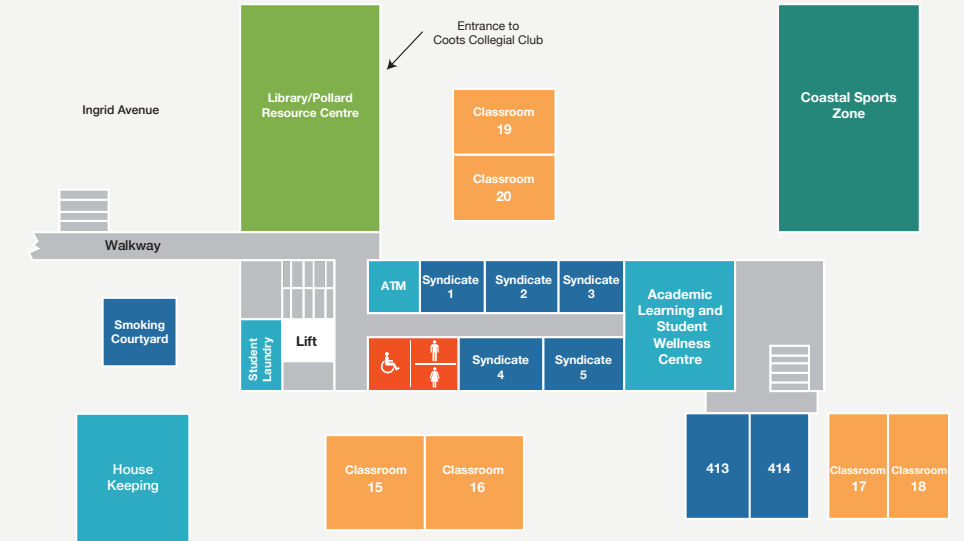 Entrance to
Coots Collegial Club
Ingrid Avenue
Library/Pollard
Resource Centre
Classroom
19
Classroom
20
Coastal Sports
Zone
Walkway
ATM
Syndicate
1
Syndicate
2
Syndicate
3
Academic
Learning and
Student
Wellness
Centre
Smoking
Courtyard
Student
Laundry
Lift
Syndicate
4
Syndicate
5
House
Keeping
Classroom
15
Classroom
16
413
414
Classroom
17
Classroom
18